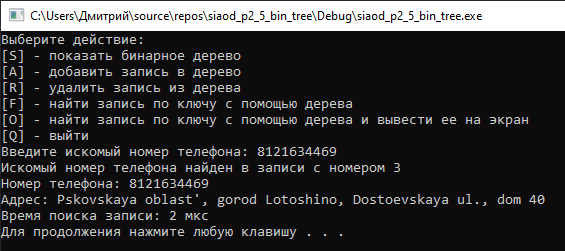 C:\Users\Дмитрий\source\repos\siaod_p2_5_bin_tree\Debug\siaod_p2_5_bin_tree.exe
Выберите действие:
[S] - показать бинарное дерево
[A] - добавить запись в дерево
[R] - удалить запись из дерева
[F] - найти запись по ключу с помощью дерева
[O] - найти запись по ключу с помощью дерева и вывести ее на экран
[Q] - выйти
Введите искомый номер телефона: 8121634469
Искомый номер телефона найден в записи с номером 3
Номер телефона: 8121634469
Адрес: Pskovskaya oblast', gorod Lotoshino, Dostoevskaya ul., dom 40
Время поиска записи: 2 мкс
Для продолжения нажмите любую клавишу . . .